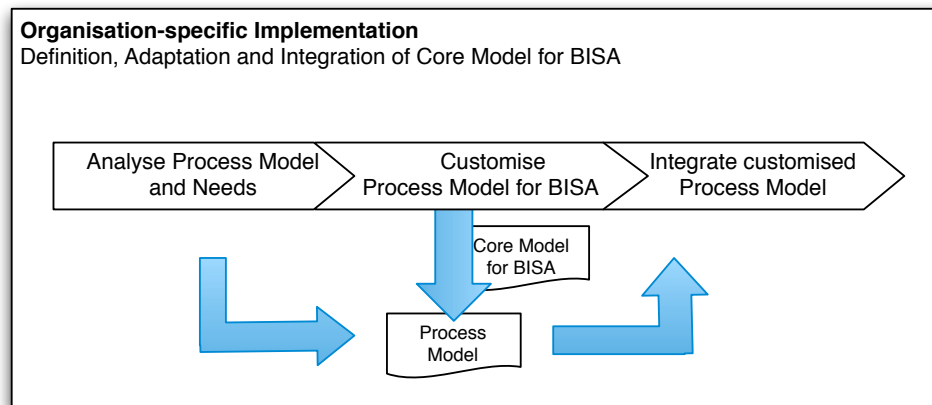 Organisation-specific Implementation
Definition, Adaptation and Integration of Core Model for BISA
Analyse Process Model
and Needs
Customise
Process Model for BISA
Integrate customised
Process Model
Core Model
for BISA
Process
Model